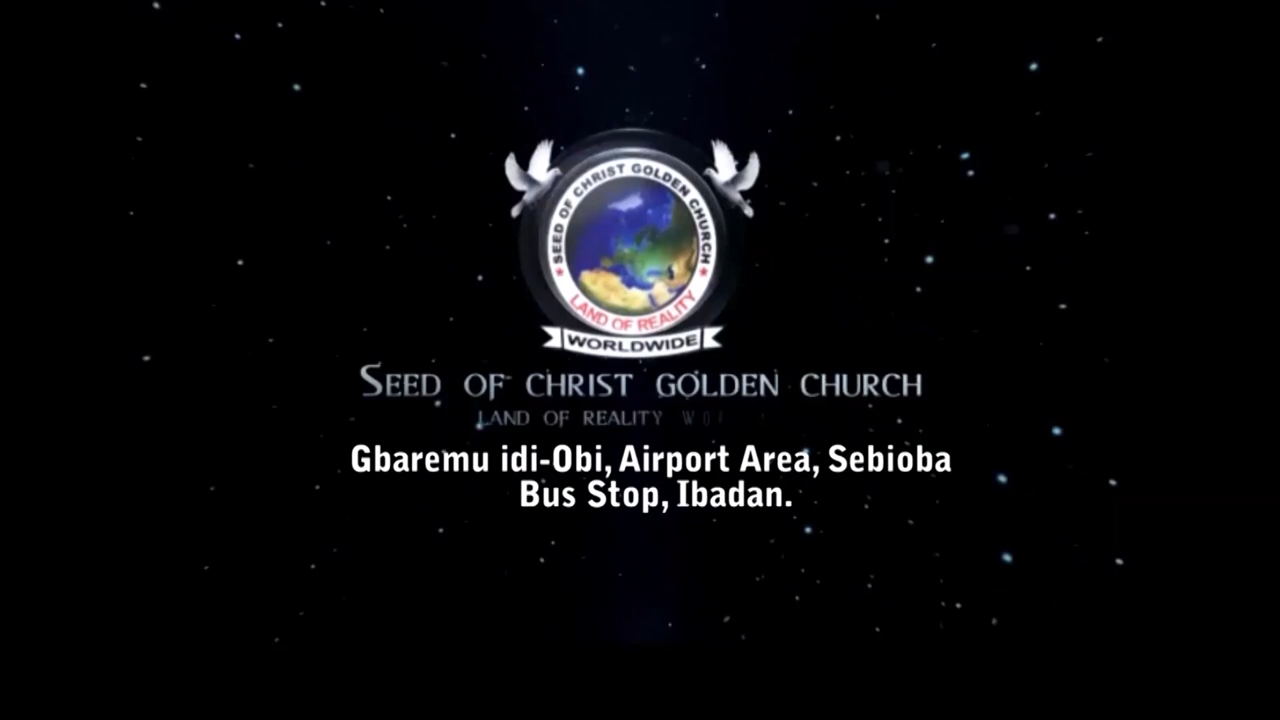 SEED OF CHRIST GOLDEN CHURCH
LAND OF REALITY
WORLDWIDE
SEED OF CHRIST GOLDEN CHURCH
LAND OF REALITY
Gbaremu idi-Obi, Airport Area, Sebioba
Bus Stop, Ibadan.